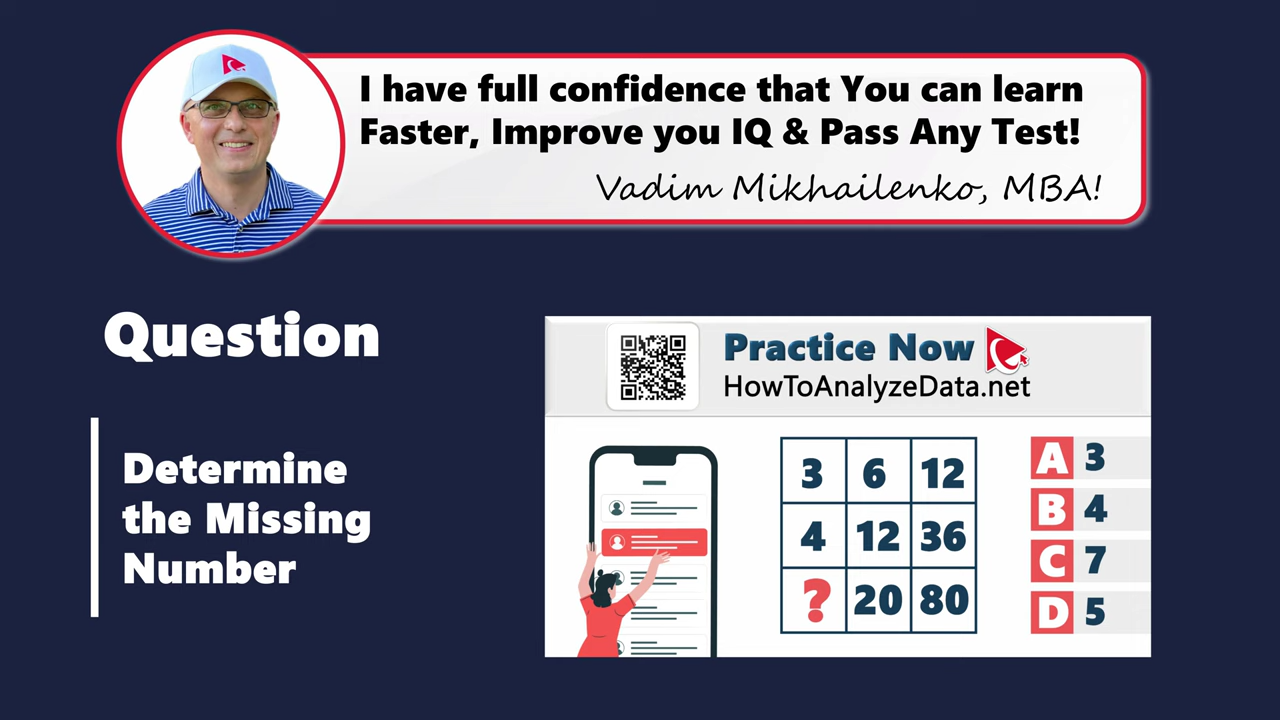 I have full confidence that You can learn
Faster, Improve you IQ & Pass Any Test!
Vadim Mikhailenko, MBA!
Question
Determine
the Missing
Number
Practice Now
HowToAnalyzeData.net
3 6 12
4 12 36
? 20 80
A 3
B 4
C 7
D 5